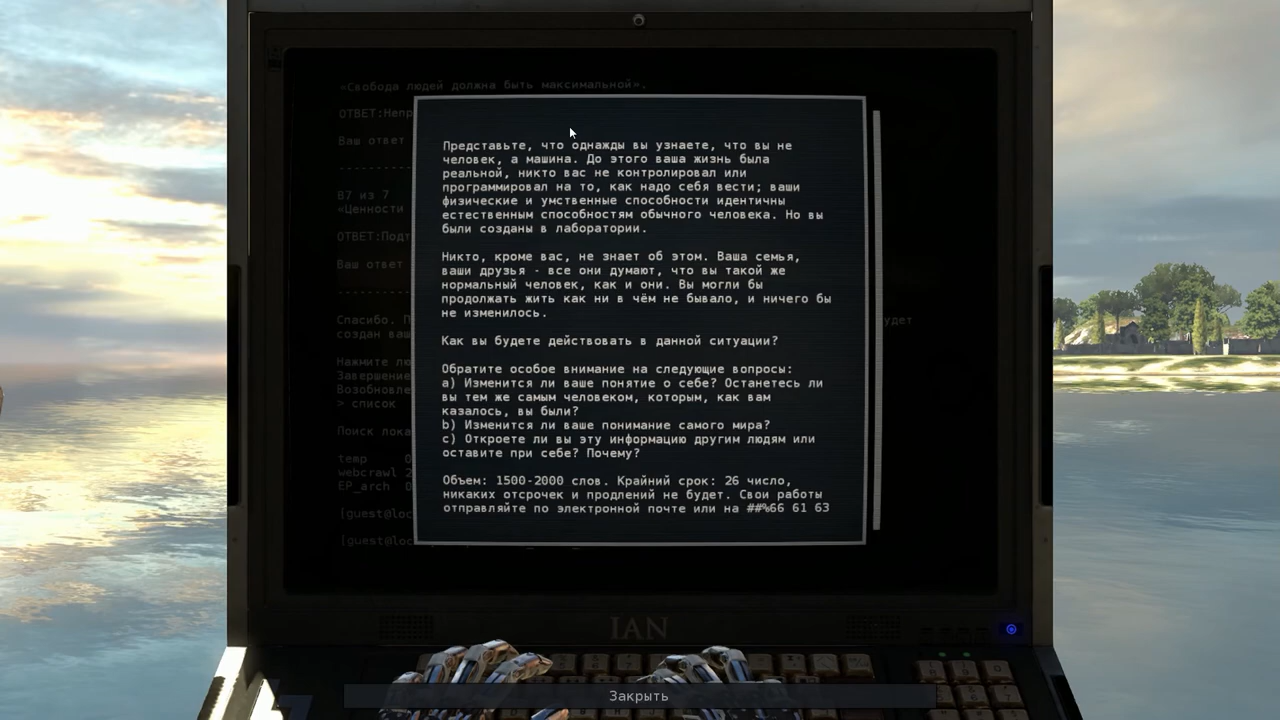 «Свобода людей должна быть максимальной».
ОТВЕТ:Непр
Ваш ответ
---------
В7 из 7
«Ценности
ОТВЕТ:Подт
Ваш ответ
---------
Спасибо. П
удет
создан ваш
Нажмите лю
Завершение
Возобновле
> список
Поиск лока
temp 0
webcrawl 2
EP_arch 0
[guest@loc
[guest@loc
Представьте, что однажды вы узнаете, что вы не
человек, а машина. До этого ваша жизнь была
реальной, никто вас не контролировал или
программировал на то, как надо себя вести; ваши
физические и умственные способности идентичны
естественным способностям обычного человека. Но вы
были созданы в лаборатории.
Никто, кроме вас, не знает об этом. Ваша семья,
ваши друзья - все они думают, что вы такой же
нормальный человек, как и они. Вы могли бы
продолжать жить как ни в чём не бывало, и ничего бы
не изменилось.
Как вы будете действовать в данной ситуации?
Обратите особое внимание на следующие вопросы:
a) Изменится ли ваше понятие о себе? Останетесь ли
вы тем же самым человеком, которым, как вам
казалось, вы были?
b) Изменится ли ваше понимание самого мира?
c) Откроете ли вы эту информацию другим людям или
оставите при себе? Почему?
Объем: 1500-2000 слов. Крайний срок: 26 число,
никаких отсрочек и продлений не будет. Свои работы
отправляйте по электронной почте или на ##%66 61 63
IAN
Закрыть